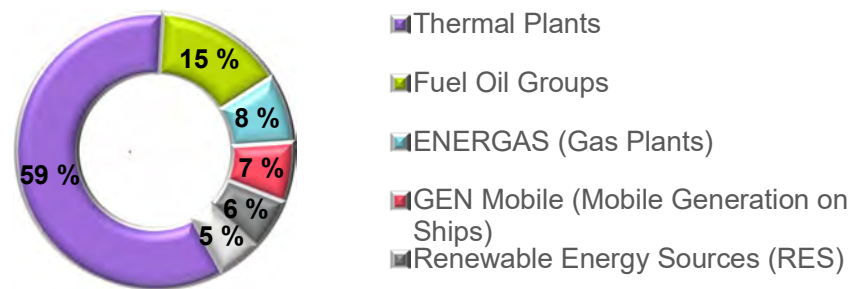 Thermal Plants
15 %
Fuel Oil Groups
8 %
ENERGAS (Gas Plants)
7 %
59 %
GEN Mobile (Mobile Generation on
Ships)
6 %
5 %
Renewable Energy Sources (RES)